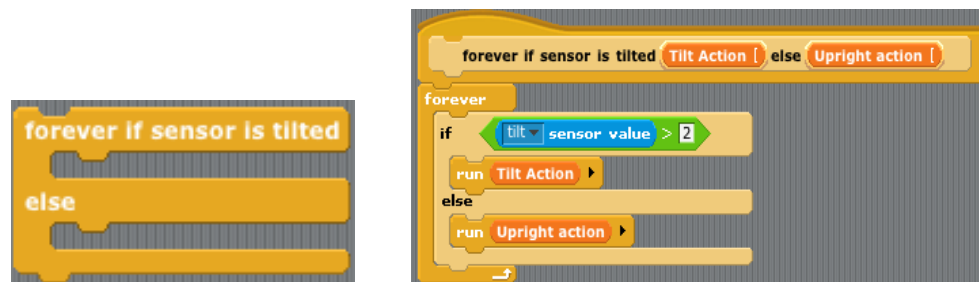 forever if sensor is tilted
else
forever if sensor is tilted Tilt Action [ else Upright action [
forever
if tilt sensor value > 2
run Tilt Action
else
run Upright action